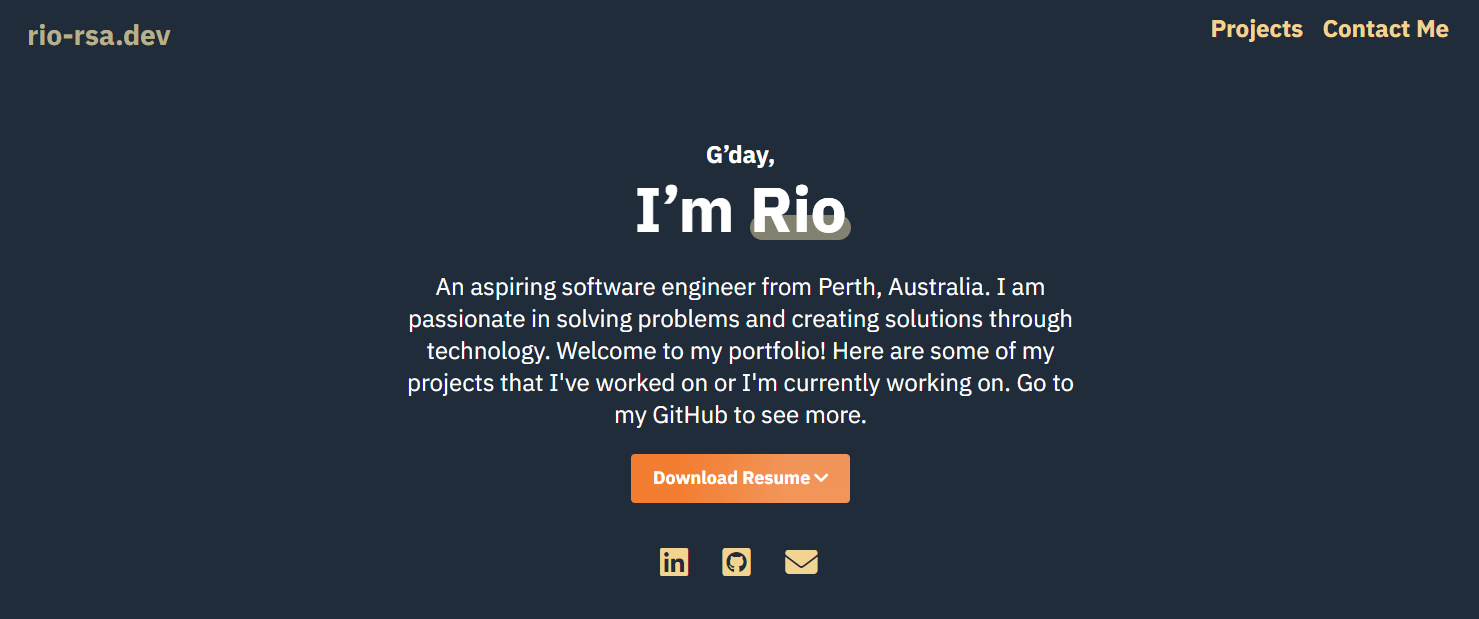 rio-rsa.dev
Projects Contact Me
G’day,
I’m Rio
An aspiring software engineer from Perth, Australia. I am
passionate in solving problems and creating solutions through
technology. Welcome to my portfolio! Here are some of my
projects that I've worked on or I'm currently working on. Go to
my GitHub to see more.
Download Resume
in